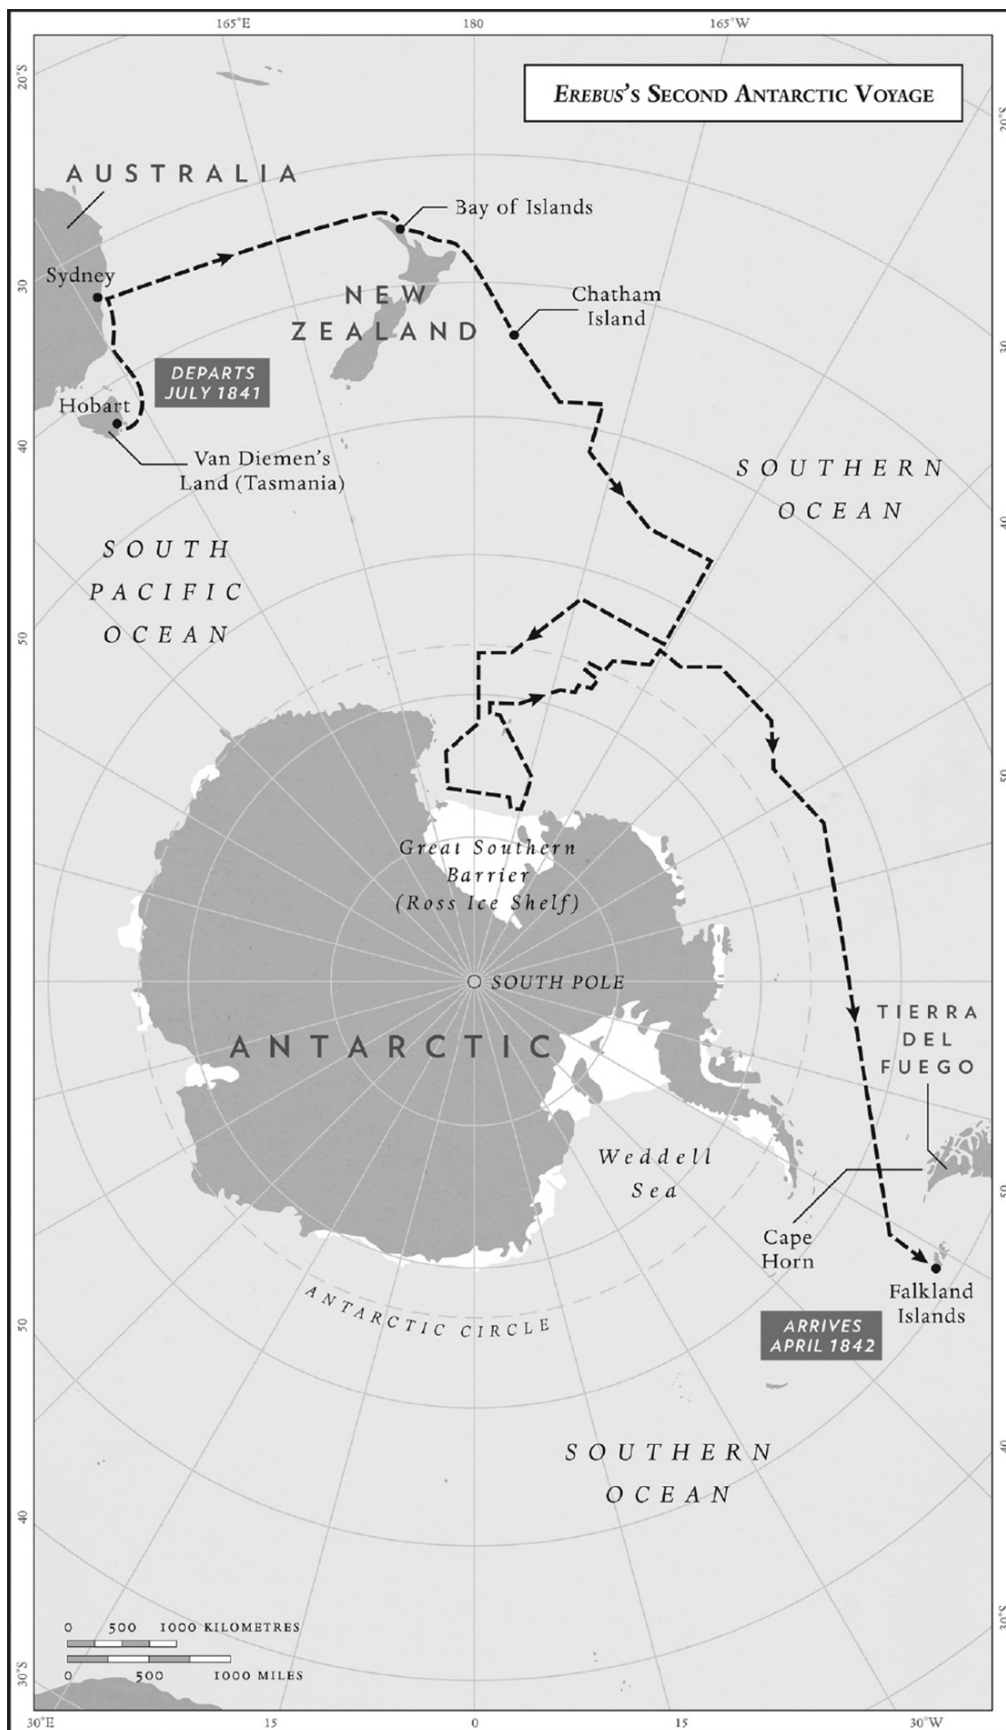 165°E
180
165°W
20°S
20°S
EREBUS'S SECOND ANTARCTIC VOYAGE
AUSTRALIA
Bay of Islands
Sydney
30
NEW
ZEALAND
Chatham
Island
DEPARTS
JULY 1841
Hobart
40
Van Diemen's
Land (Tasmania)
SOUTHERN
OCEAN
40
SOUTH
PACIFIC
OCEAN
50
Great Southern
Barrier
(Ross Ice Shelf)
SOUTH POLE
ANTARCTIC
TIERRA
DEL
FUEGO
Weddell
Sea
Cape
Horn
Falkland
Islands
ANTARCTIC CIRCLE
ARRIVES
APRIL 1842
50
40
SOUTHERN
OCEAN
40
0 500 1000 KILOMETRES
0 500 1000 MILES
30°S
30°S
30°E
15
0
15
30°W